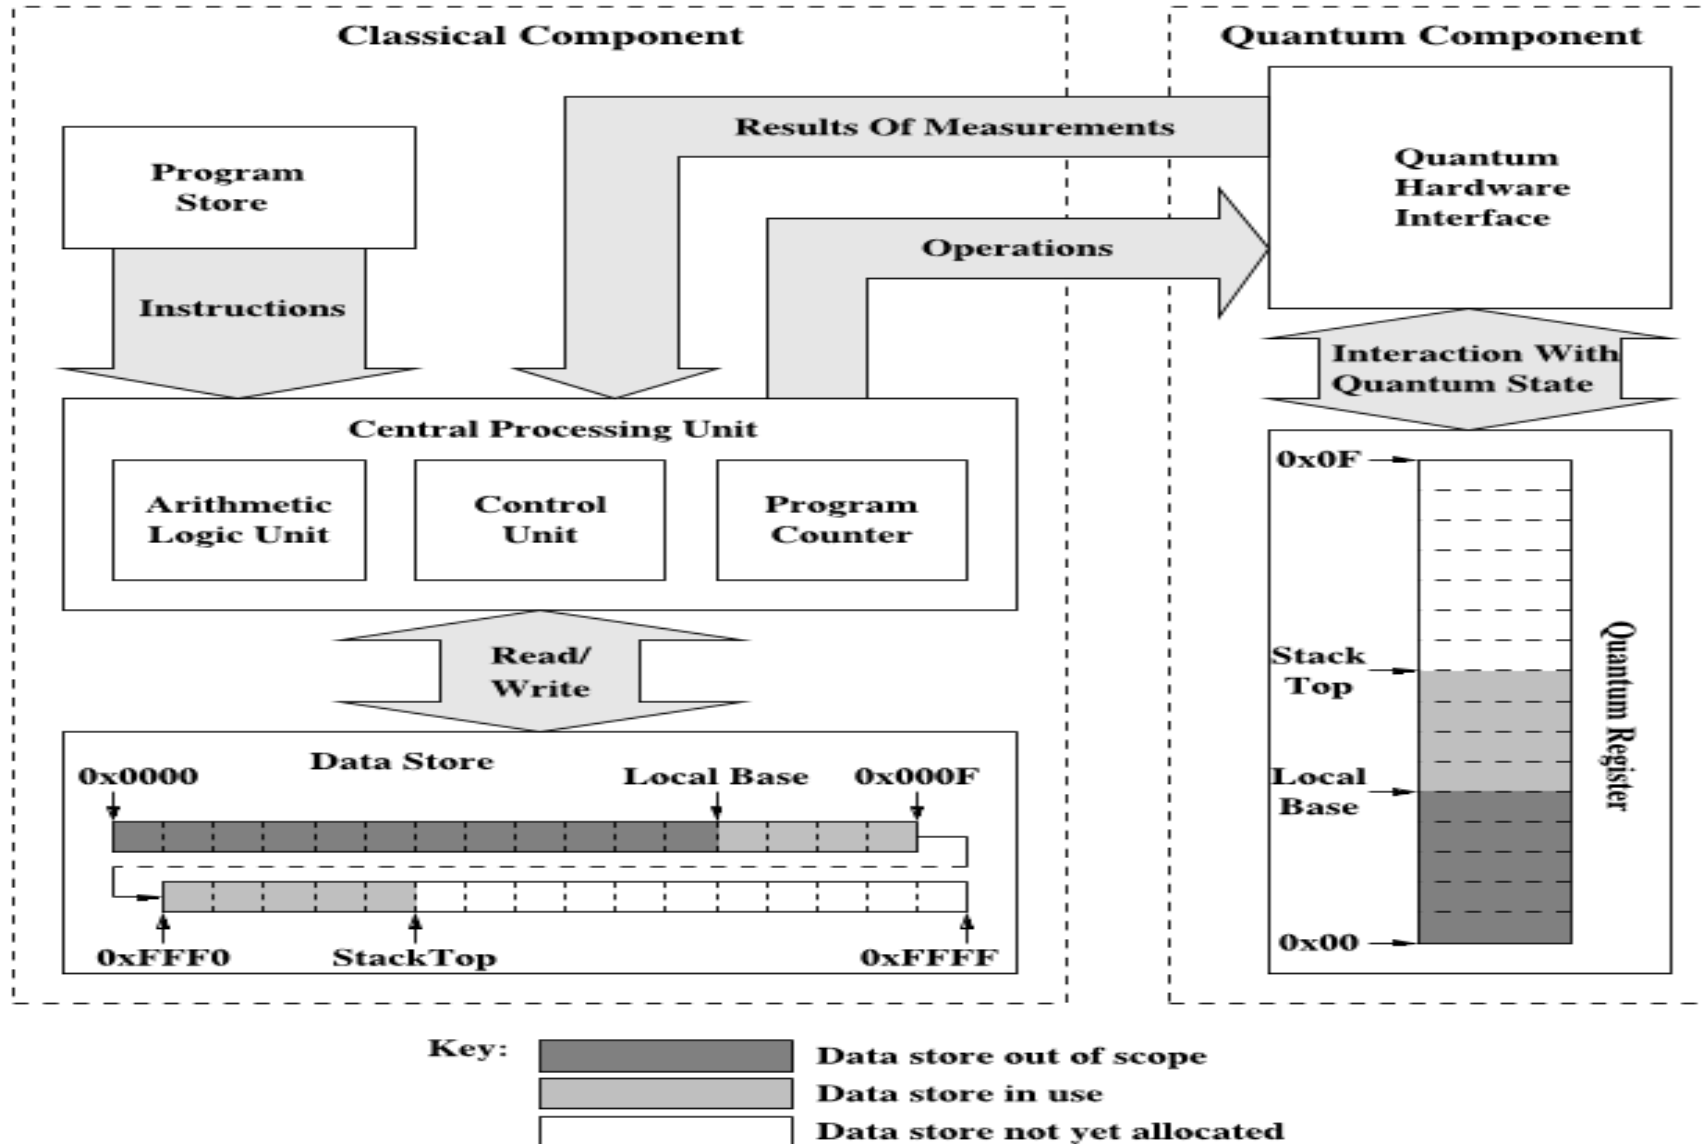 Classical Component
Quantum Component
Results Of Measurements
Program
Store
Quantum
Hardware
Interface
Operations
Instructions
Interaction With
Quantum State
Central Processing Unit
Arithmetic
Logic Unit
Control
Unit
Program
Counter
0x0F
Stack
Top
Local
Base
0x00
Quantum Register
Read/
Write
Data Store
0x0000
Local Base
0x000F
0xFFF0
StackTop
0xFFFF
Key:
Data store out of scope
Data store in use
Data store not yet allocated